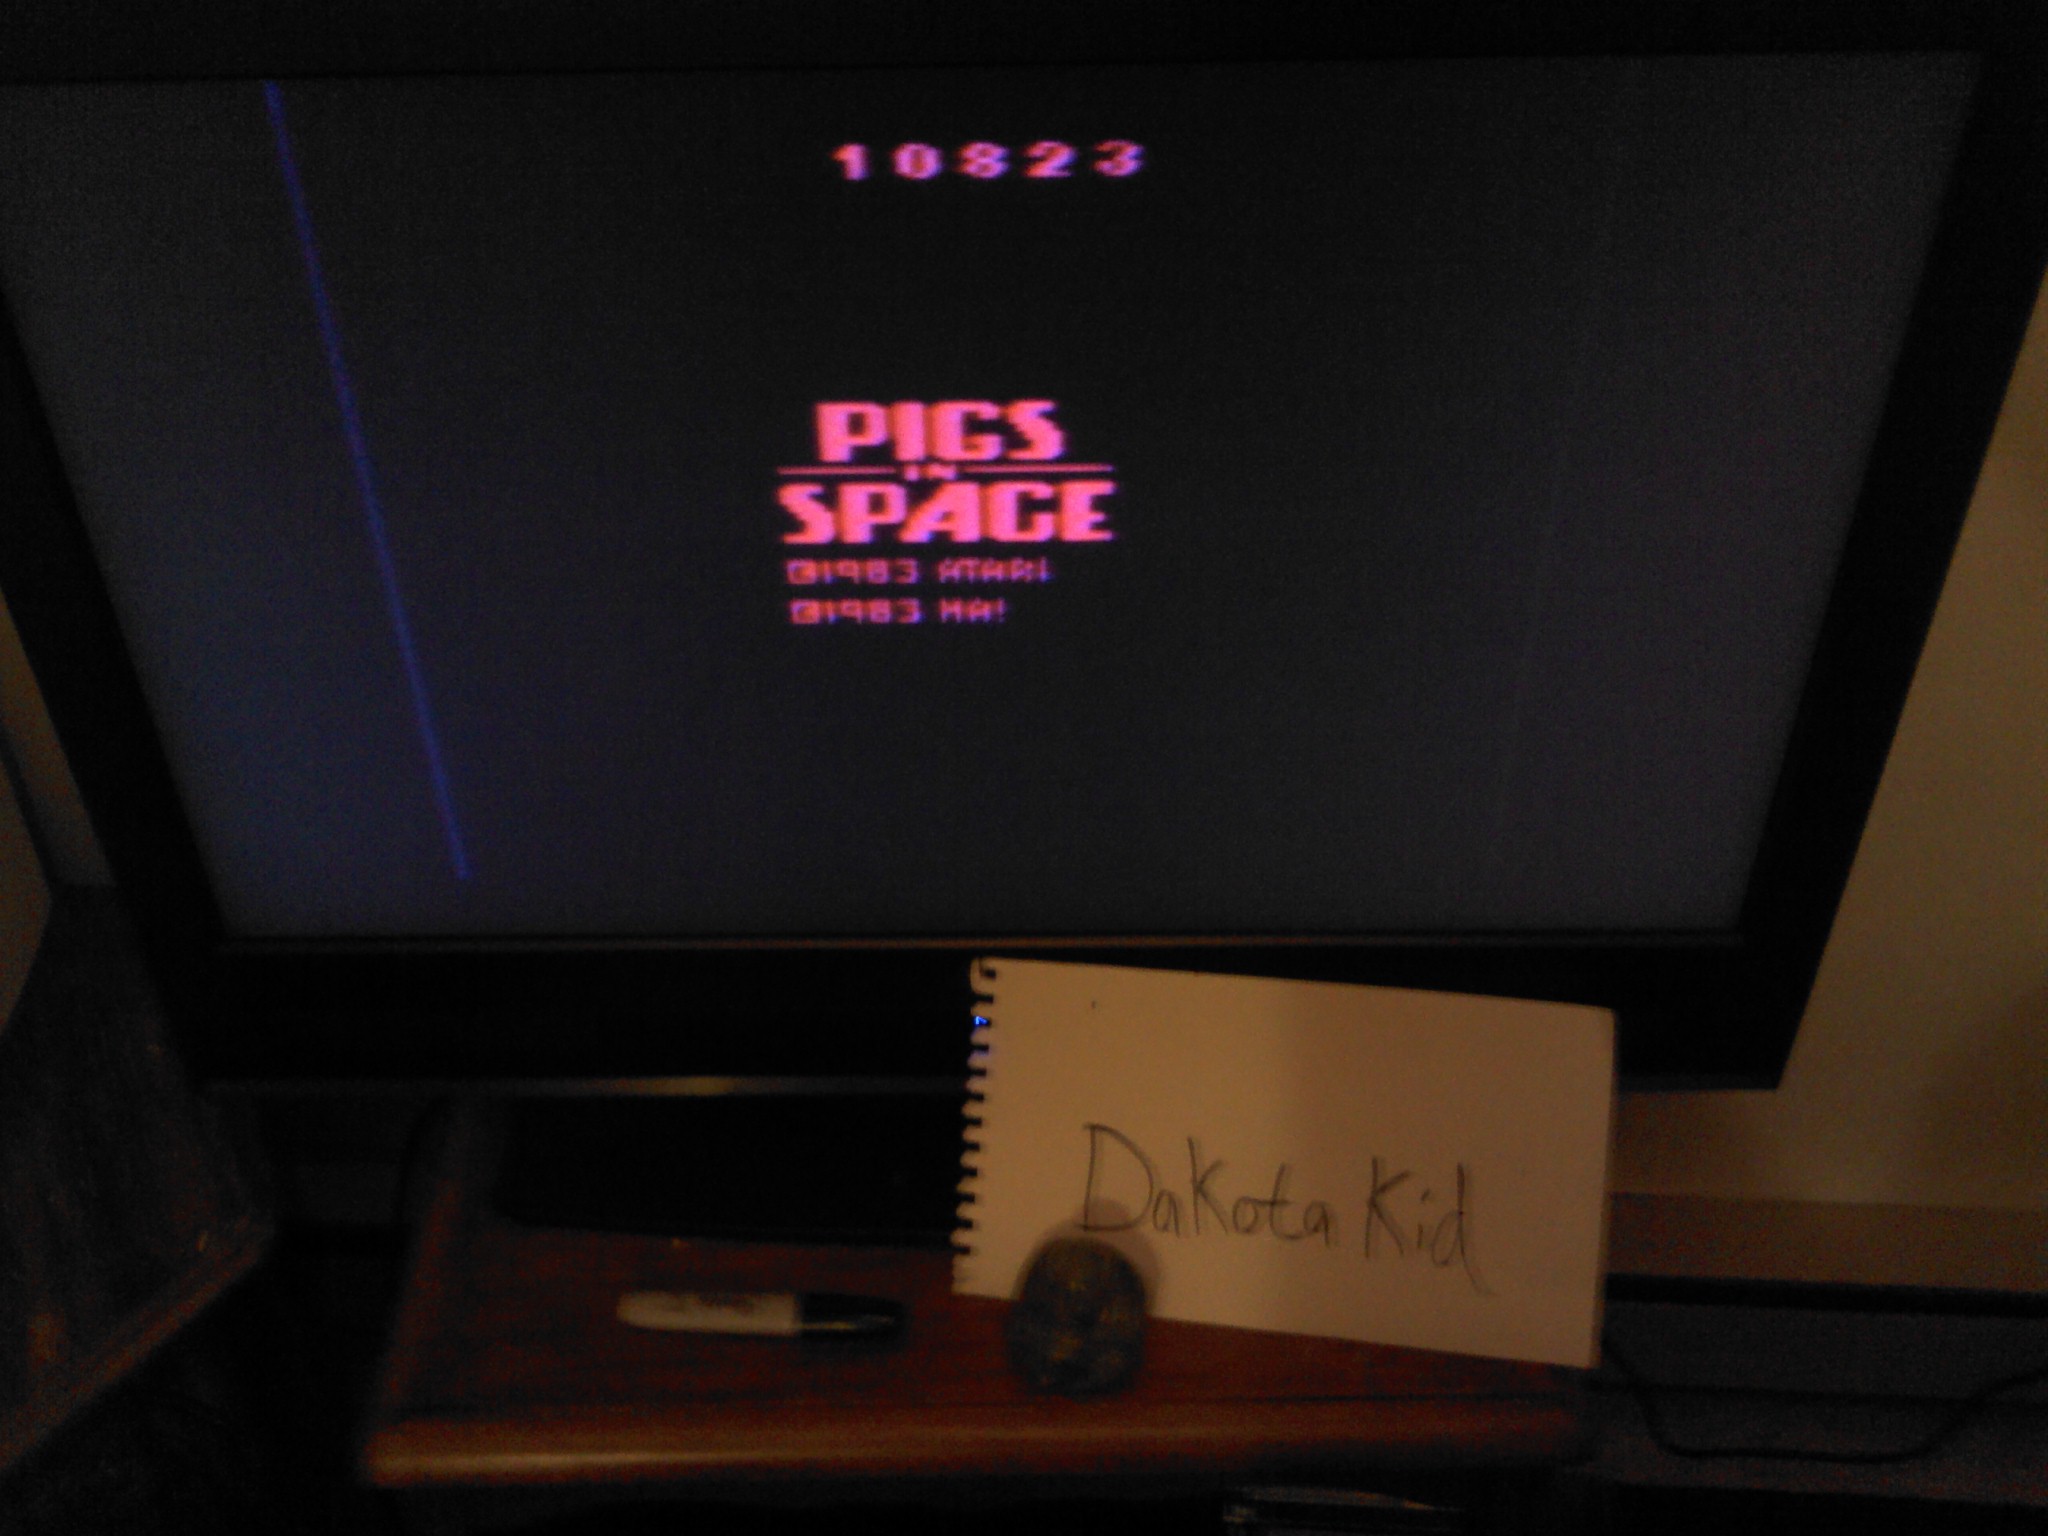 10823
PIGS
IN
SPACE
©1983 ATARI
©1983 HA!
DaKota Kid